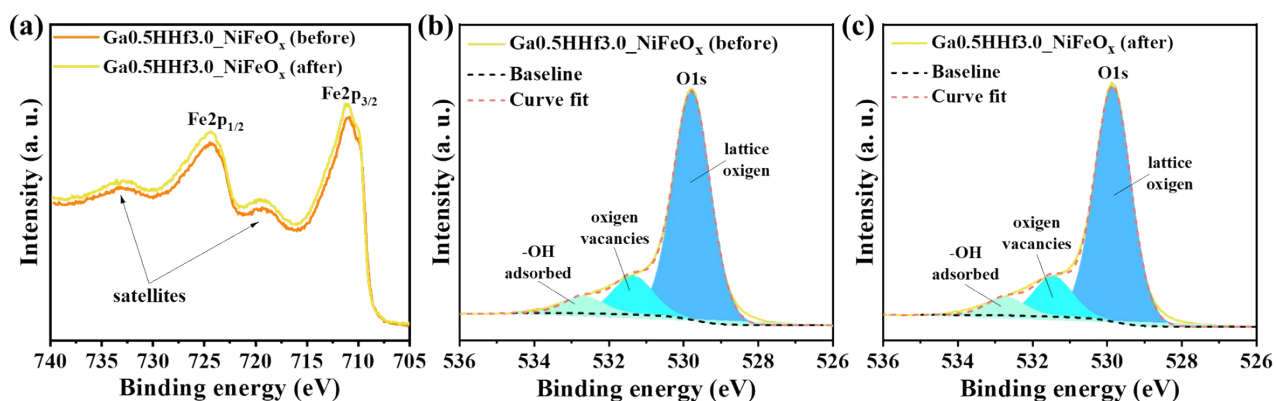 (a)
Ga0.5HHf3.0_NiFeOx (before)
Ga0.5HHf3.0_NiFeOx (after)
Fe2p3/2
Fe2p1/2
satellites
Intensity (a. u.)
740 735 730 725 720 715 710 705
Binding energy (eV)
(b)
Ga0.5HHf3.0_NiFeOx (before)
Baseline
Curve fit
O1s
lattice
oxigen
oxigen
vacancies
-OH
adsorbed
Intensity (a. u.)
536 534 532 530 528 526
Binding energy (eV)
(c)
Ga0.5HHf3.0_NiFeOx (after)
Baseline
Curve fit
O1s
lattice
oxigen
oxigen
vacancies
-OH
adsorbed
Intensity (a. u.)
536 534 532 530 528 526
Binding energy (eV)